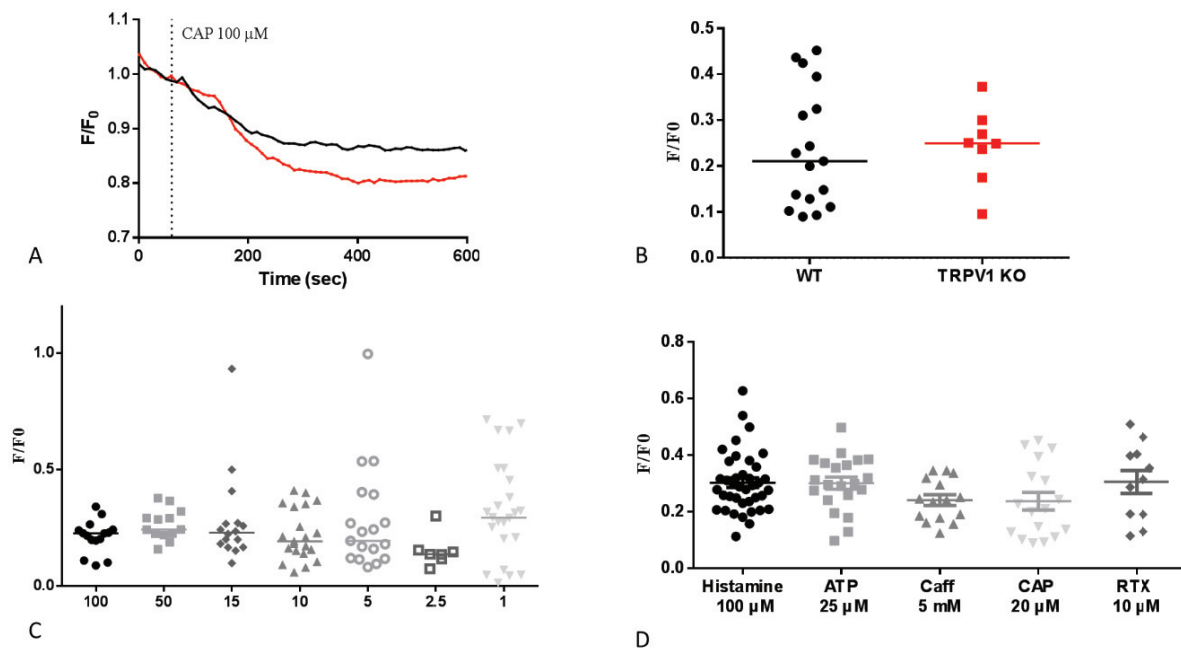 1.1
CAP 100 μM
1.0
0.9
0.8
0.7
F/F0
0
200
400
600
Time (sec)
A
0.5
0.4
0.3
0.2
0.1
0.0
F/F0
WT
TRPV1 KO
B
1.0
0.5
0.0
F/F0
100
50
15
10
5
2.5
1
C
0.8
0.6
0.4
0.2
0.0
F/F0
Histamine
100 μM
ATP
25 μM
Caff
5 mM
CAP
20 μM
RTX
10 μM
D